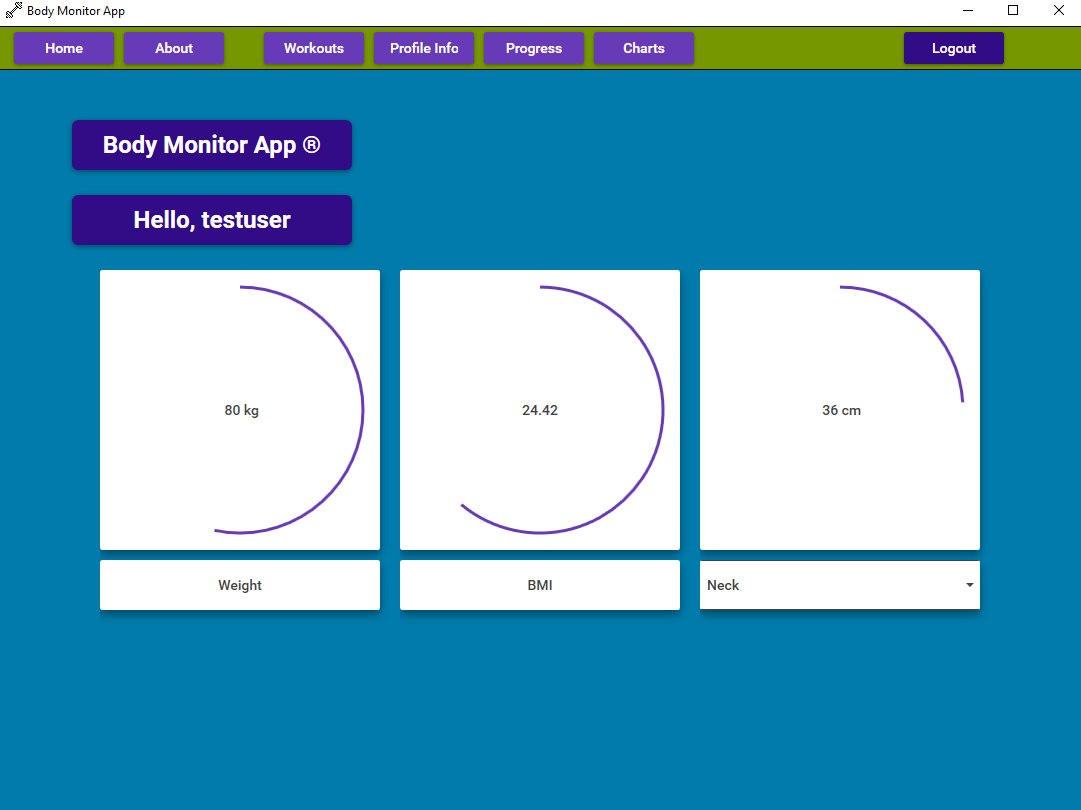 Body Monitor App
Home About Workouts Profile Info Progress Charts Logout
Body Monitor App ®
Hello, testuser
80 kg 24.42 36 cm
Weight BMI Neck